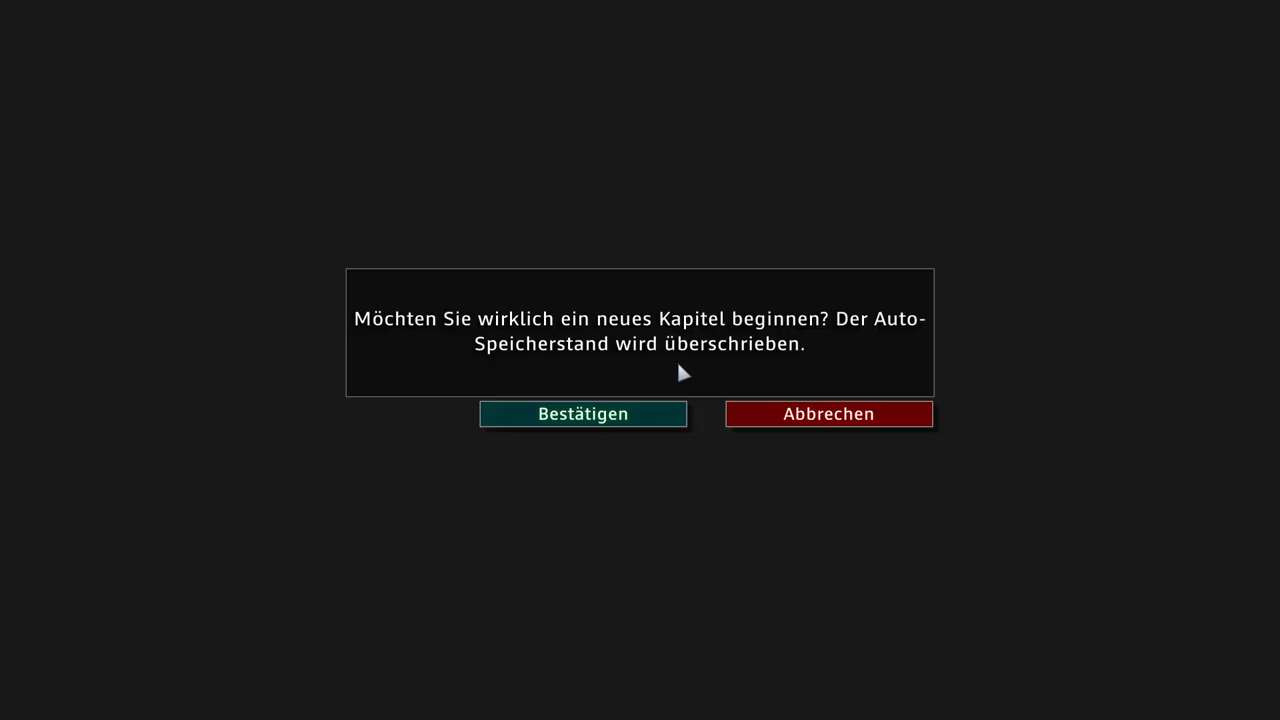 Möchten Sie wirklich ein neues Kapitel beginnen? Der Auto-
Speicherstand wird überschrieben.
Bestätigen
Abbrechen